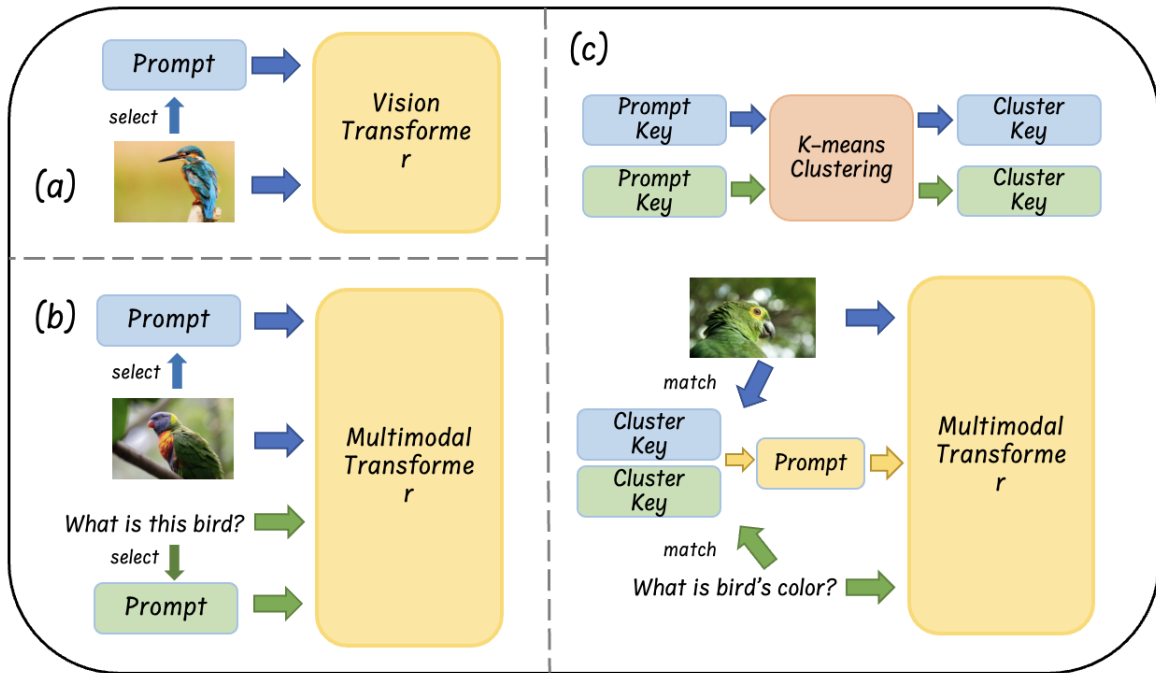 (a)
Prompt
select
Vision
Transforme
r
(b)
Prompt
select
What is this bird?
select
Prompt
Multimodal
Transforme
r
(c)
Prompt
Key
K-means
Clustering
Cluster
Key
Prompt
Key
Cluster
Key
match
Cluster
Key
Cluster
Key
Prompt
match
What is bird's color?
Multimodal
Transforme
r